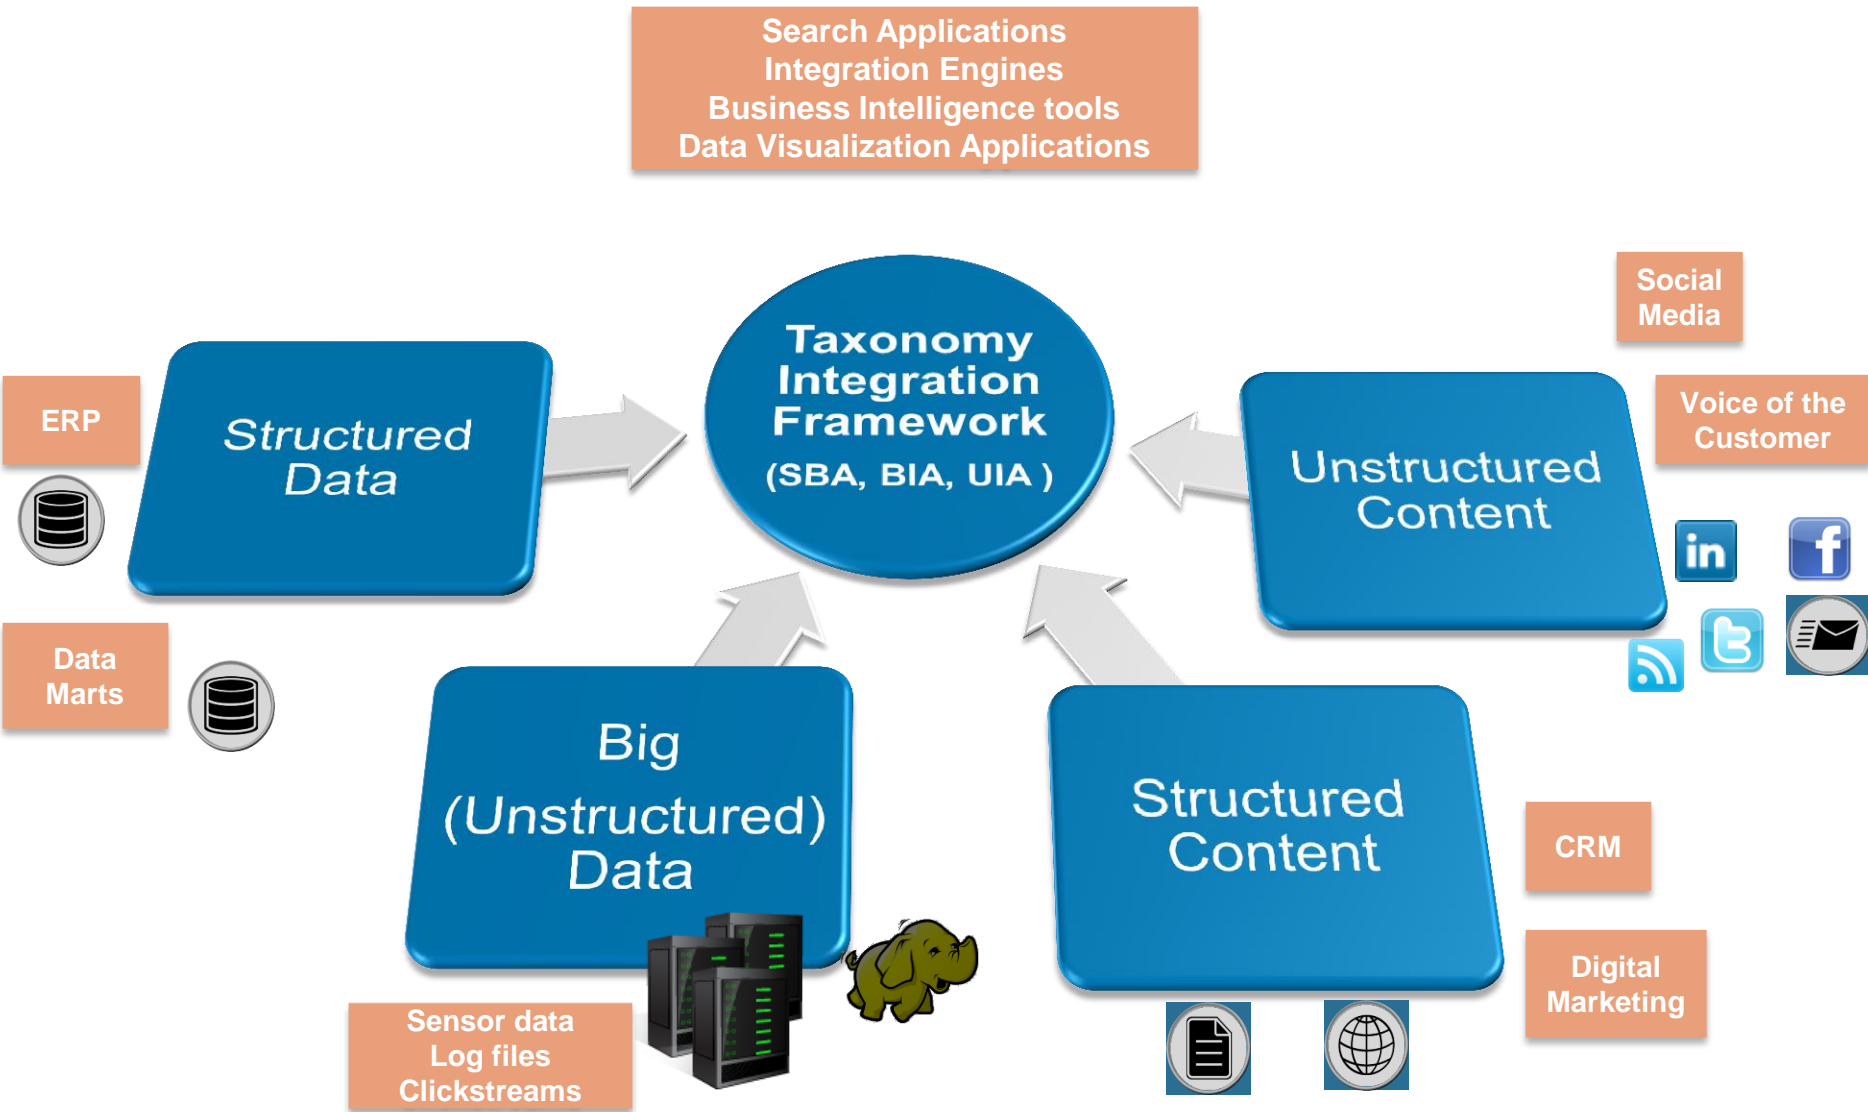 Search Applications
Integration Engines
Business Intelligence tools
Data Visualization Applications
Taxonomy
Integration
Framework
(SBA, BIA, UIA )
Structured
Data
ERP
Data
Marts
Big
(Unstructured)
Data
Sensor data
Log files
Clickstreams
Structured
Content
CRM
Digital
Marketing
Unstructured
Content
Social
Media
Voice of the
Customer
in
f
t